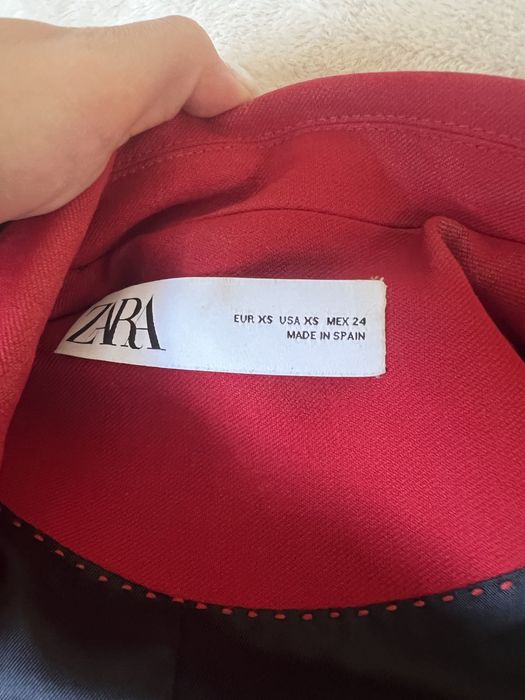 ZARA
EUR XS USA XS MEX 24
MADE IN SPAIN